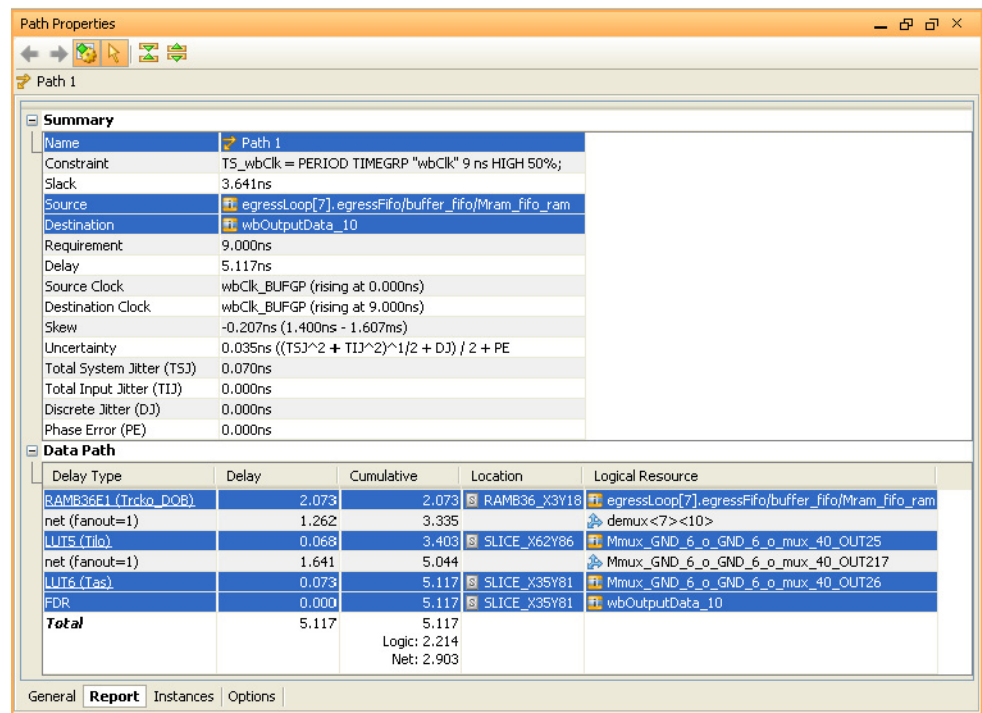 Path Properties
Path 1
Summary
Name Path 1
Constraint TS_wbClk = PERIOD TIMEGRP "wbClk" 9 ns HIGH 50%;
Slack 3.641ns
Source egressLoop[7].egressFifo/buffer_fifo/Mram_fifo_ram
Destination wbOutputData_10
Requirement 9.000ns
Delay 5.117ns
Source Clock wbClk_BUFGP (rising at 0.000ns)
Destination Clock wbClk_BUFGP (rising at 9.000ns)
Skew -0.207ns (1.400ns - 1.607ms)
Uncertainty 0.035ns ((TSJ^2 + TIJ^2)^1/2 + DJ) / 2 + PE
Total System Jitter (TSJ) 0.070ns
Total Input Jitter (TIJ) 0.000ns
Discrete Jitter (DJ) 0.000ns
Phase Error (PE) 0.000ns
Data Path
Delay Type Delay Cumulative Location Logical Resource
RAMB36E1 (Trcko_DOB) 2.073 2.073 RAMB36_X3Y18 egressLoop[7].egressFifo/buffer_fifo/Mram_fifo_ram
net (fanout=1) 1.262 3.335 demux<7><10>
LUT5 (Tilo) 0.068 3.403 SLICE_X62Y86 Mmux_GND_6_o_GND_6_o_mux_40_OUT25
net (fanout=1) 1.641 5.044 Mmux_GND_6_o_GND_6_o_mux_40_OUT217
LUT6 (Tas) 0.073 5.117 SLICE_X35Y81 Mmux_GND_6_o_GND_6_o_mux_40_OUT26
FDR 0.000 5.117 SLICE_X35Y81 wbOutputData_10
Total 5.117 5.117
Logic: 2.214
Net: 2.903
General Report Instances Options